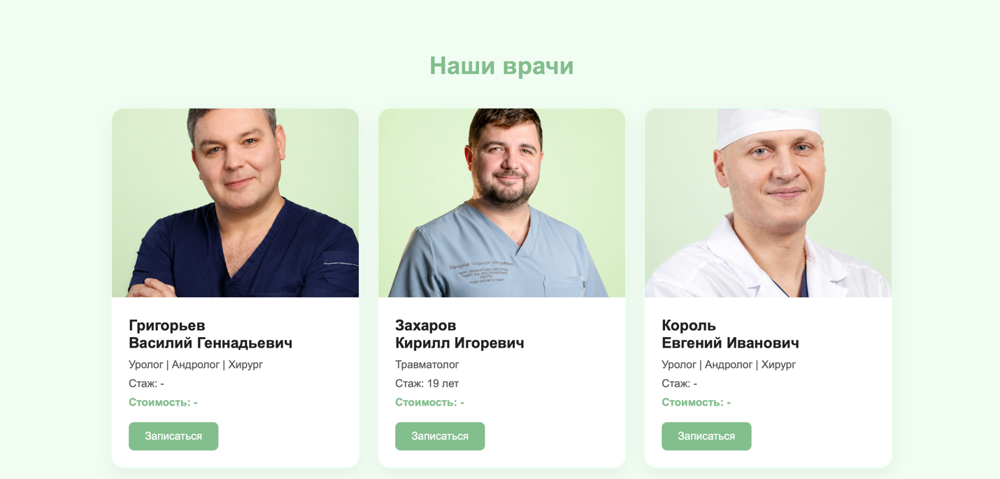 Наши врачи
Захаров Кирилл Игоревич
Григорьев
Василий Геннадьевич
Уролог | Андролог | Хирург
Стаж: -
Стоимость: -
Записаться
Захаров
Кирилл Игоревич
Травматолог
Стаж: 19 лет
Стоимость: -
Записаться
Король
Евгений Иванович
Уролог | Андролог | Хирург
Стаж: -
Стоимость: -
Записаться